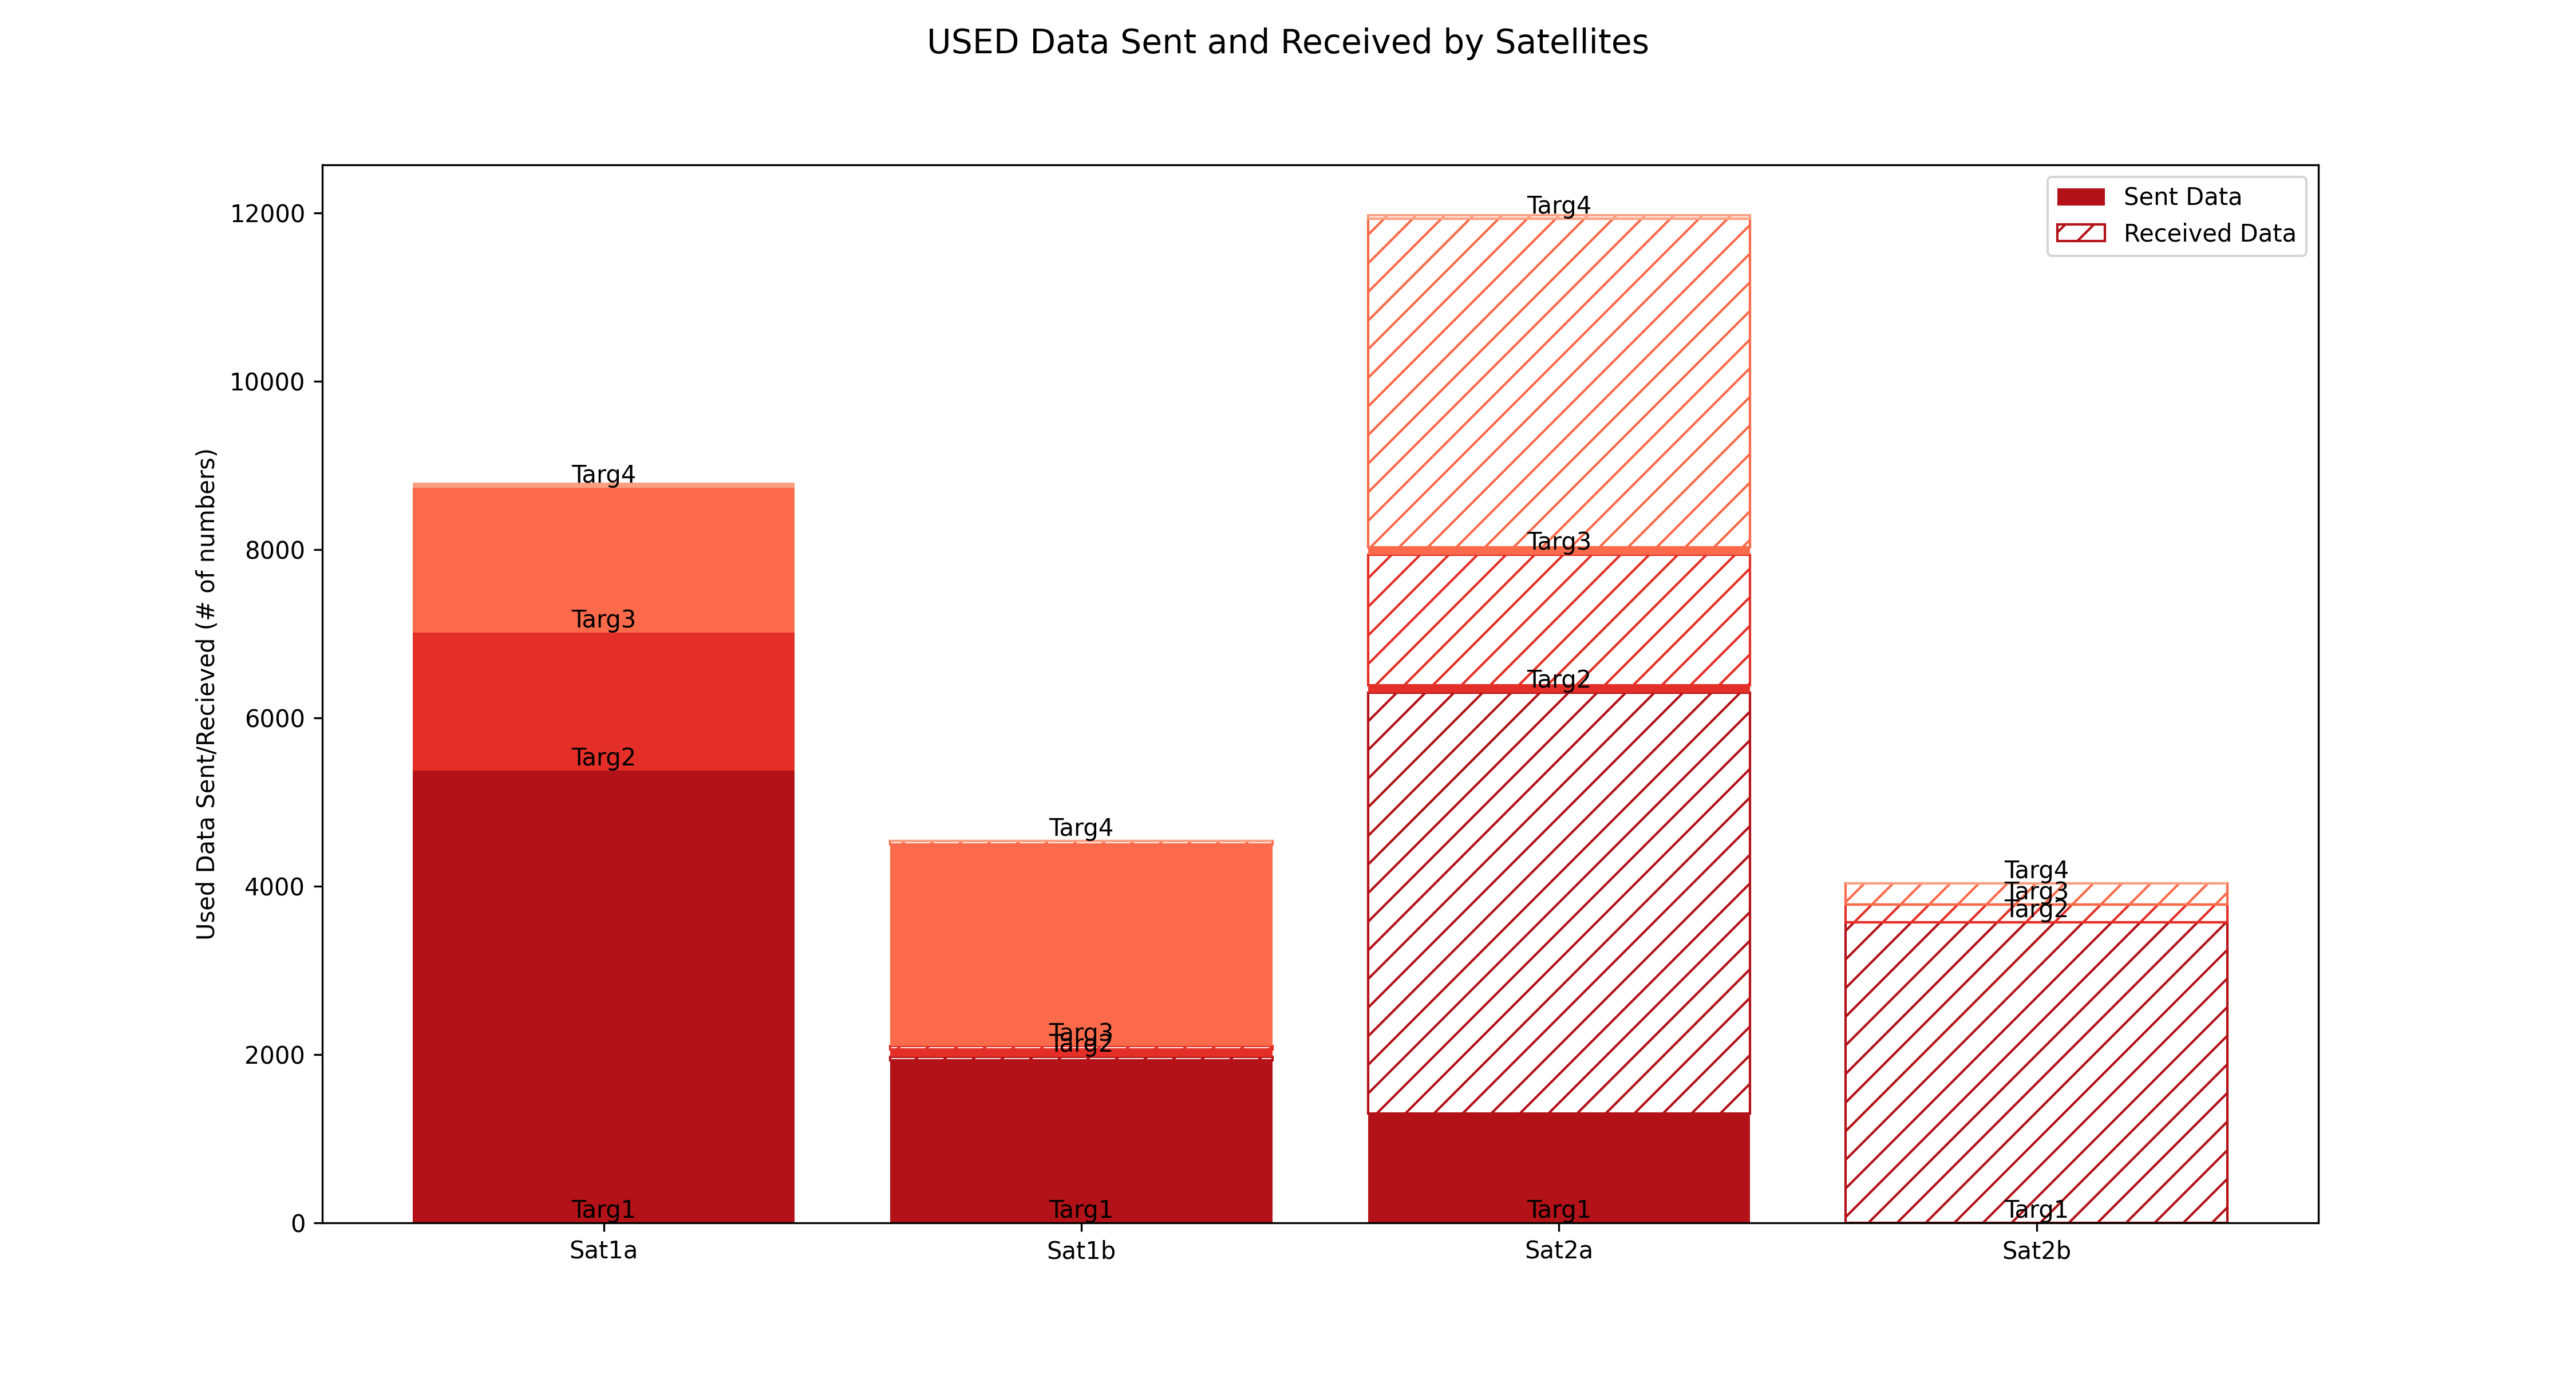 USED Data Sent and Received by Satellites
Sent Data
Received Data
Used Data Sent/Recieved (# of numbers)
12000
10000
8000
6000
4000
2000
0
Targ4
Targ3
Targ2
Targ1
Targ4
Targ3
Targ2
Targ1
Targ4
Targ3
Targ2
Targ1
Targ4
Targ3
Targ2
Targ1
Sat1a
Sat1b
Sat2a
Sat2b